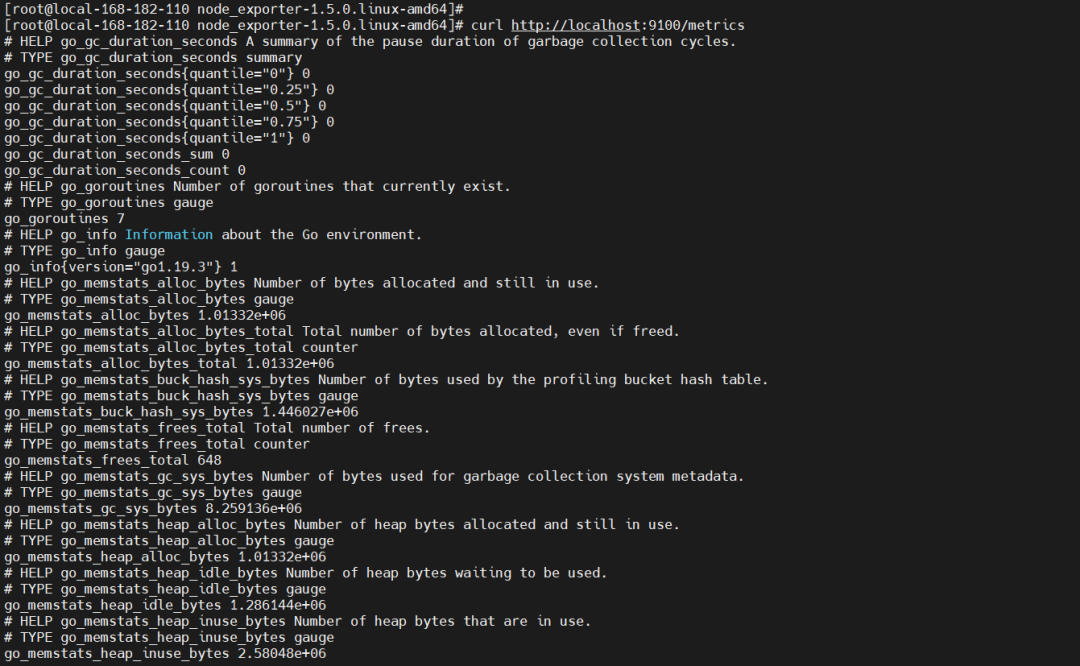 [root@local-168-182-110 node_exporter-1.5.0.linux-amd64]#
[root@local-168-182-110 node_exporter-1.5.0.linux-amd64]# curl http://localhost:9100/metrics
# HELP go_gc_duration_seconds A summary of the pause duration of garbage collection cycles.
# TYPE go_gc_duration_seconds summary
go_gc_duration_seconds{quantile="0"} 0
go_gc_duration_seconds{quantile="0.25"} 0
go_gc_duration_seconds{quantile="0.5"} 0
go_gc_duration_seconds{quantile="0.75"} 0
go_gc_duration_seconds{quantile="1"} 0
go_gc_duration_seconds_sum 0
go_gc_duration_seconds_count 0
# HELP go_goroutines Number of goroutines that currently exist.
# TYPE go_goroutines gauge
go_goroutines 7
# HELP go_info Information about the Go environment.
# TYPE go_info gauge
go_info{version="go1.19.3"} 1
# HELP go_memstats_alloc_bytes Number of bytes allocated and still in use.
# TYPE go_memstats_alloc_bytes gauge
go_memstats_alloc_bytes 1.01332e+06
# HELP go_memstats_alloc_bytes_total Total number of bytes allocated, even if freed.
# TYPE go_memstats_alloc_bytes_total counter
go_memstats_alloc_bytes_total 1.01332e+06
# HELP go_memstats_buck_hash_sys_bytes Number of bytes used by the profiling bucket hash table.
# TYPE go_memstats_buck_hash_sys_bytes gauge
go_memstats_buck_hash_sys_bytes 1.446027e+06
# HELP go_memstats_frees_total Total number of frees.
# TYPE go_memstats_frees_total counter
go_memstats_frees_total 648
# HELP go_memstats_gc_sys_bytes Number of bytes used for garbage collection system metadata.
# TYPE go_memstats_gc_sys_bytes gauge
go_memstats_gc_sys_bytes 8.259136e+06
# HELP go_memstats_heap_alloc_bytes Number of heap bytes allocated and still in use.
# TYPE go_memstats_heap_alloc_bytes gauge
go_memstats_heap_alloc_bytes 1.01332e+06
# HELP go_memstats_heap_idle_bytes Number of heap bytes waiting to be used.
# TYPE go_memstats_heap_idle_bytes gauge
go_memstats_heap_idle_bytes 1.286144e+06
# HELP go_memstats_heap_inuse_bytes Number of heap bytes that are in use.
# TYPE go_memstats_heap_inuse_bytes gauge
go_memstats_heap_inuse_bytes 2.58048e+06